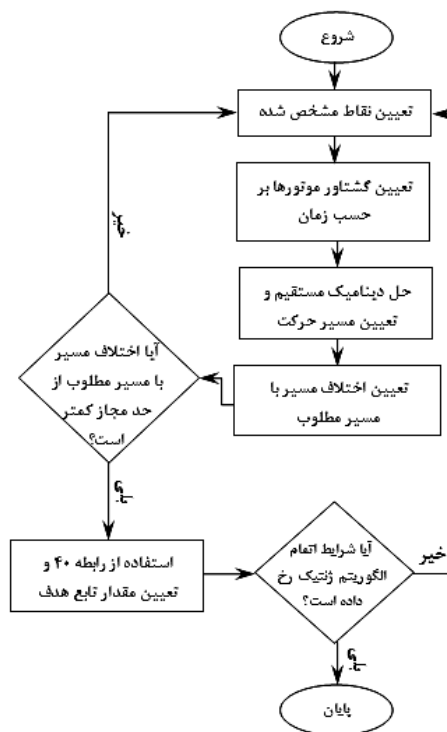 شروع
تعیین نقاط مشخص شده
تعیین گشتاور موتورها بر
حسب زمان
حل دینامیک مستقیم و
تعیین مسیر حرکت
تعیین اختلاف مسیر با
مسیر مطلوب
آیا اختلاف مسیر
با مسیر مطلوب از
حد مجاز کمتر
است؟
خیر
بلی
استفاده از رابطه ۴۰ و
تعیین مقدار تابع هدف
آیا شرایط اتمام
الگوریتم ژنتیک رخ
داده است؟
خیر
بلی
پایان